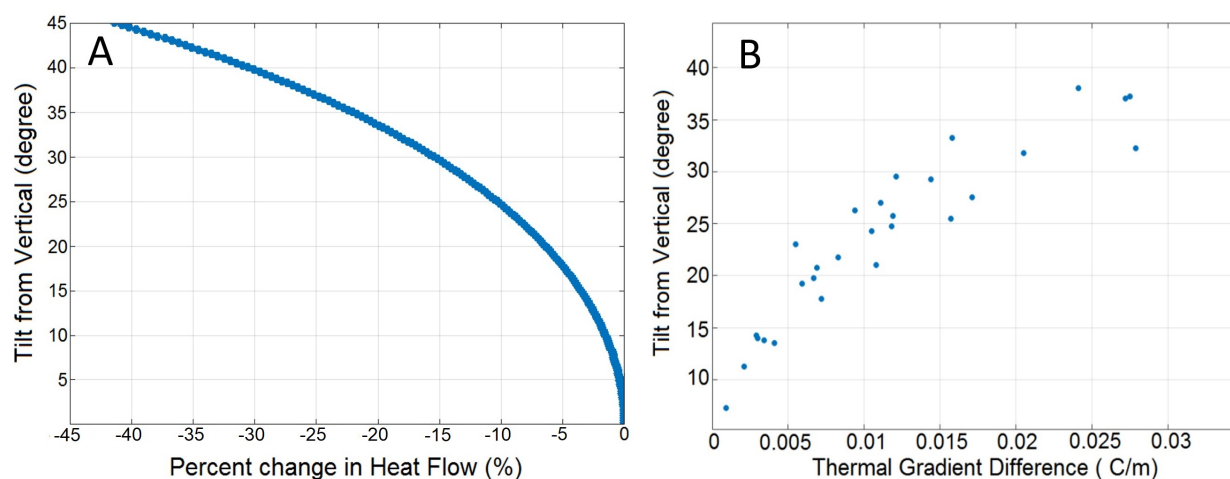 A
45
40
35
30
25
20
15
10
5
Tilt from Vertical (degree)
-45 -40 -35 -30 -25 -20 -15 -10 -5 0
Percent change in Heat Flow (%)
B
40
35
30
25
20
15
10
Tilt from Vertical (degree)
0 0.005 0.01 0.015 0.02 0.025 0.03
Thermal Gradient Difference ( C/m)